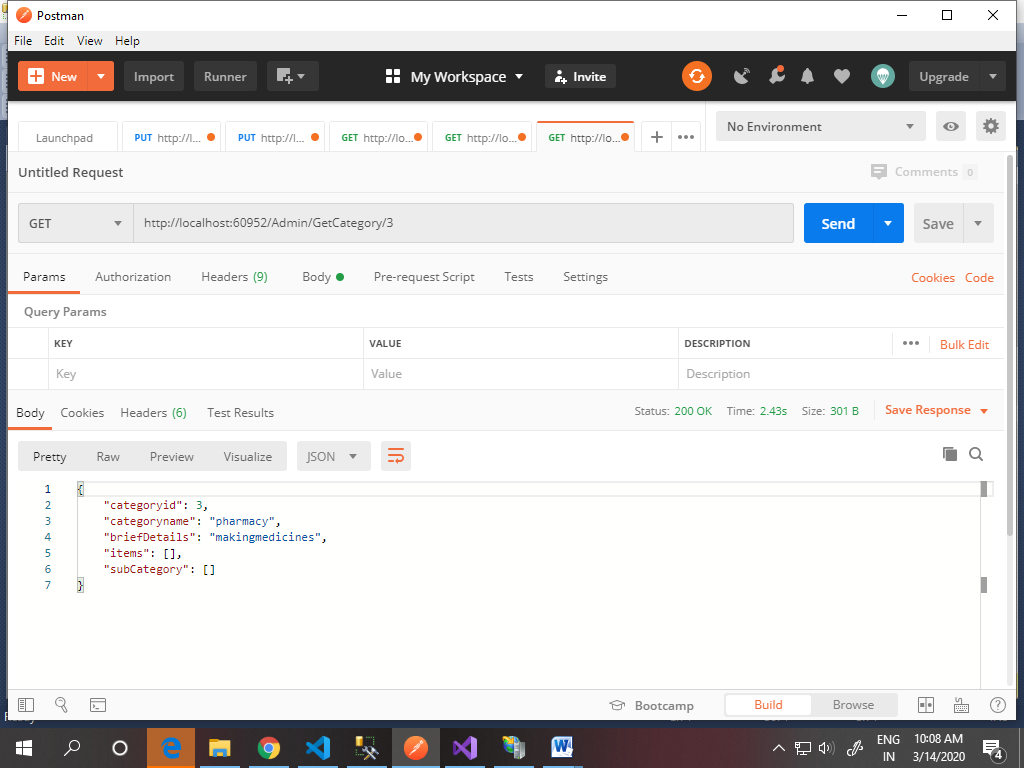 Postman
File Edit View Help
New Import Runner My Workspace Invite Upgrade
Launchpad PUT http://l... PUT http://l... GET http://lo... GET http://lo... GET http://lo... No Environment
Untitled Request Comments 0
GET http://localhost:60952/Admin/GetCategory/3 Send Save
Params Authorization Headers (9) Body Pre-request Script Tests Settings Cookies Code
Query Params
KEY VALUE DESCRIPTION Bulk Edit
Key Value Description
Body Cookies Headers (6) Test Results Status: 200 OK Time: 2.43s Size: 301 B Save Response
Pretty Raw Preview Visualize JSON
1 {
2 "categoryid": 3,
3 "categoryname": "pharmacy",
4 "briefDetails": "makingmedicines",
5 "items": [],
6 "subCategory": []
7 }
Bootcamp Build Browse
ENG 10:08 AM
IN 3/14/2020 4